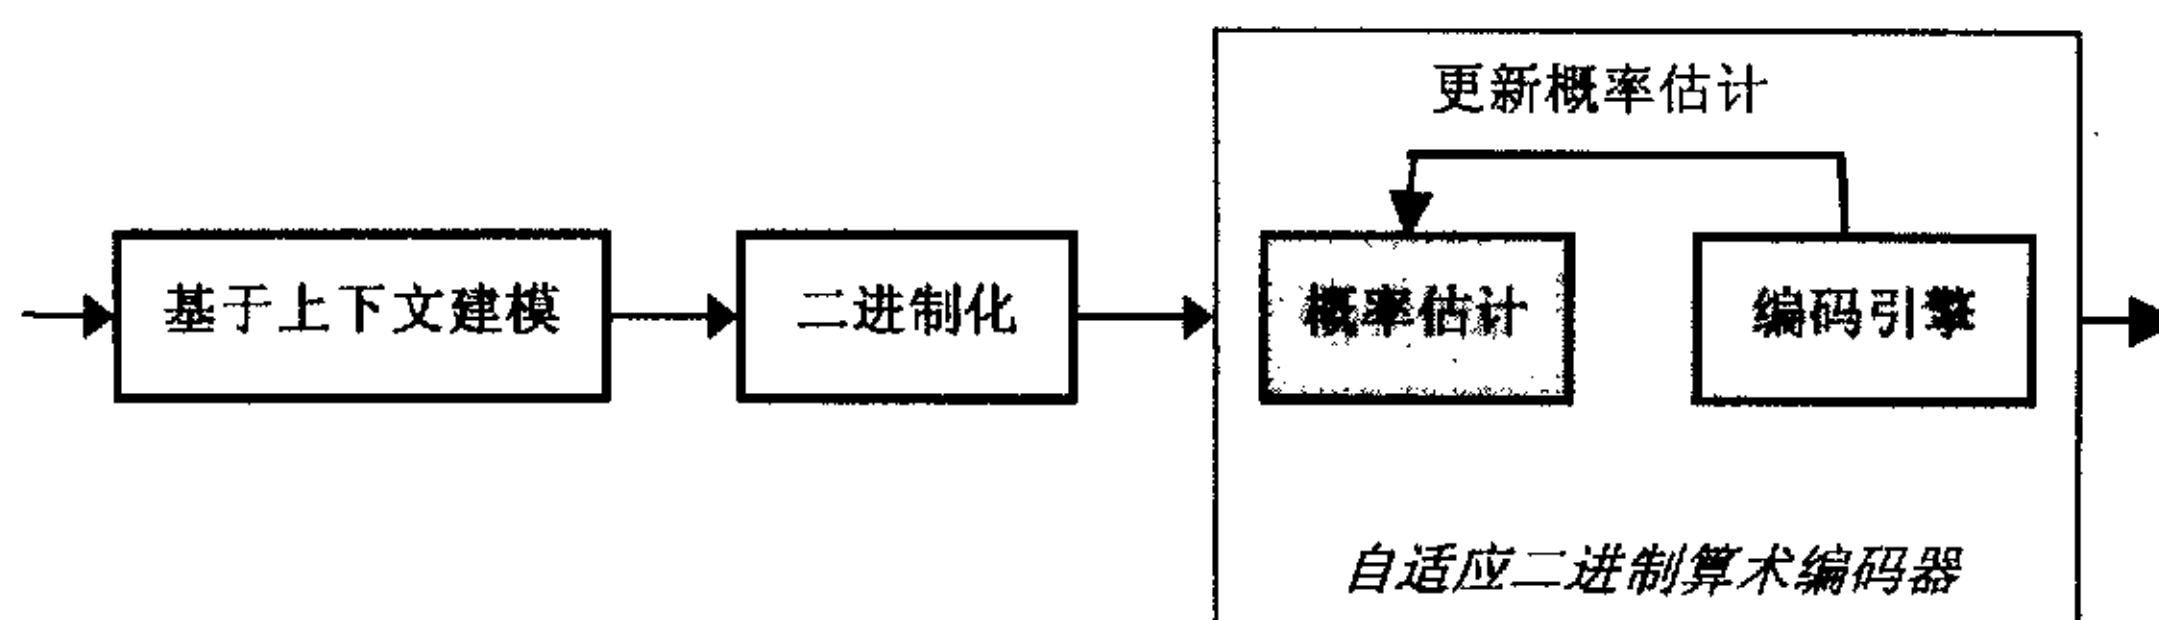 更新概率估计
基于上下文建模
二进制化
概率估计
编码引擎
自适应二进制算术编码器